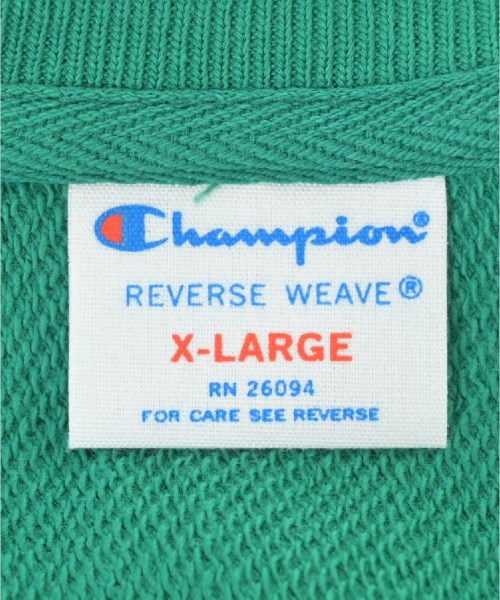 Champion®
REVERSE WEAVE®
X-LARGE
RN 26094
FOR CARE SEE REVERSE